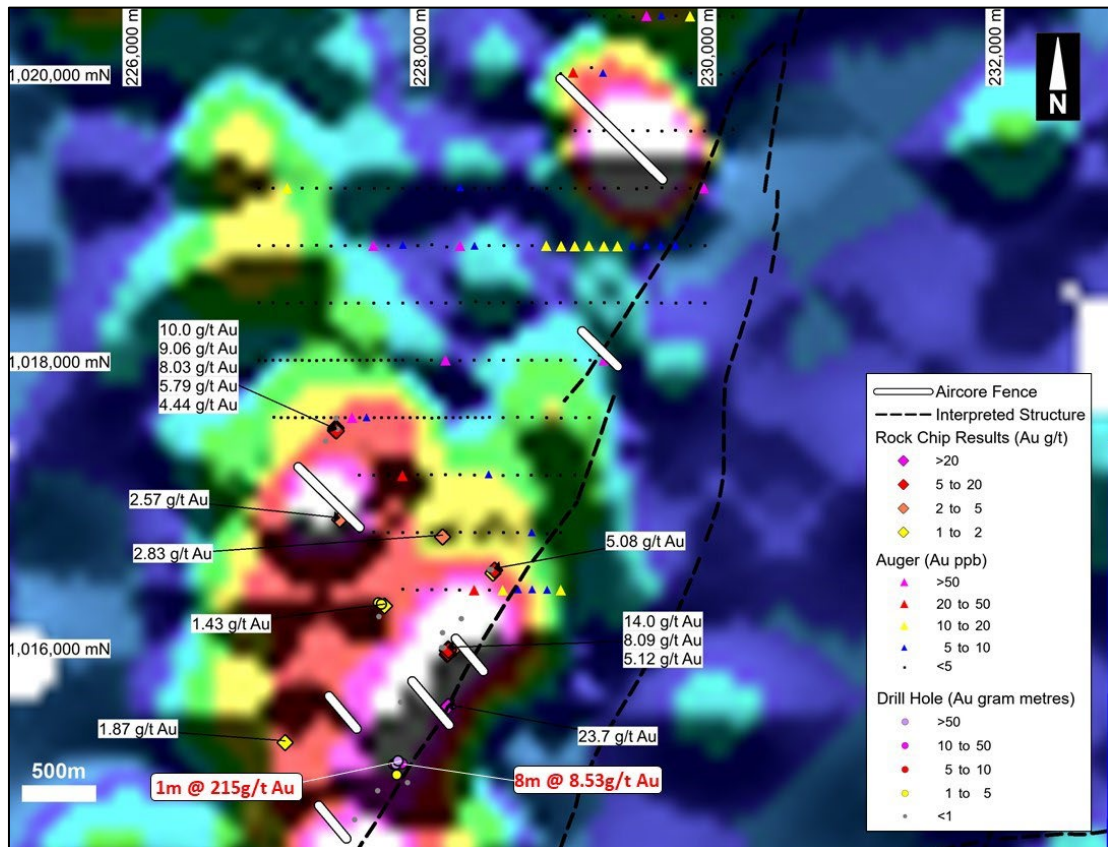 226,000 m
228,000 m
230,000 m
232,000 m
1,020,000 mN
N
1,018,000 mN
10.0 g/t Au
9.06 g/t Au
8.03 g/t Au
5.79 g/t Au
4.44 g/t Au
2.57 g/t Au
2.83 g/t Au
5.08 g/t Au
1.43 g/t Au
14.0 g/t Au
8.09 g/t Au
5.12 g/t Au
1,016,000 mN
1.87 g/t Au
23.7 g/t Au
500m
1m @ 215g/t Au
8m @ 8.53g/t Au
Aircore Fence
Interpreted Structure
Rock Chip Results (Au g/t)
>20
5 to 20
2 to 5
1 to 2
Auger (Au ppb)
>50
20 to 50
10 to 20
5 to 10
<5
Drill Hole (Au gram metres)
>50
10 to 50
5 to 10
1 to 5
<1